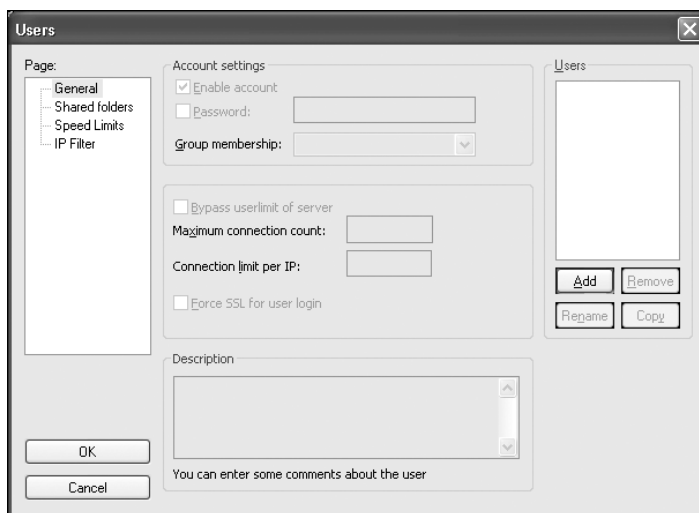 Users
Page:
General
Shared folders
Speed Limits
IP Filter
OK
Cancel
Account settings
Enable account
Password:
Group membership:
Bypass userlimit of server
Maximum connection count:
Connection limit per IP:
Force SSL for user login
Description
You can enter some comments about the user
Users
Add Remove
Rename Copy